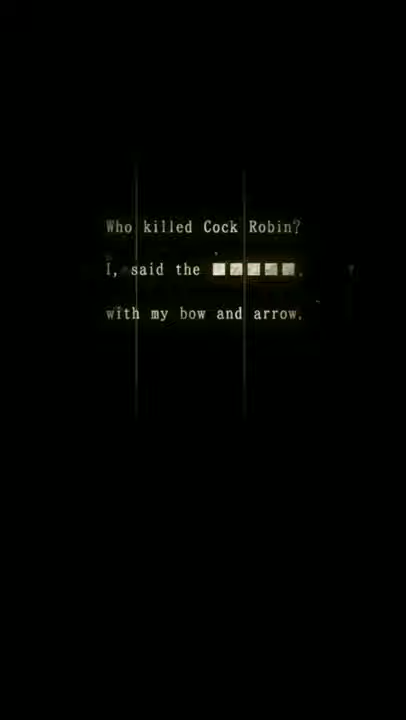 Who killed Cock Robin?
I, said the ■■■■■.
with my bow and arrow.